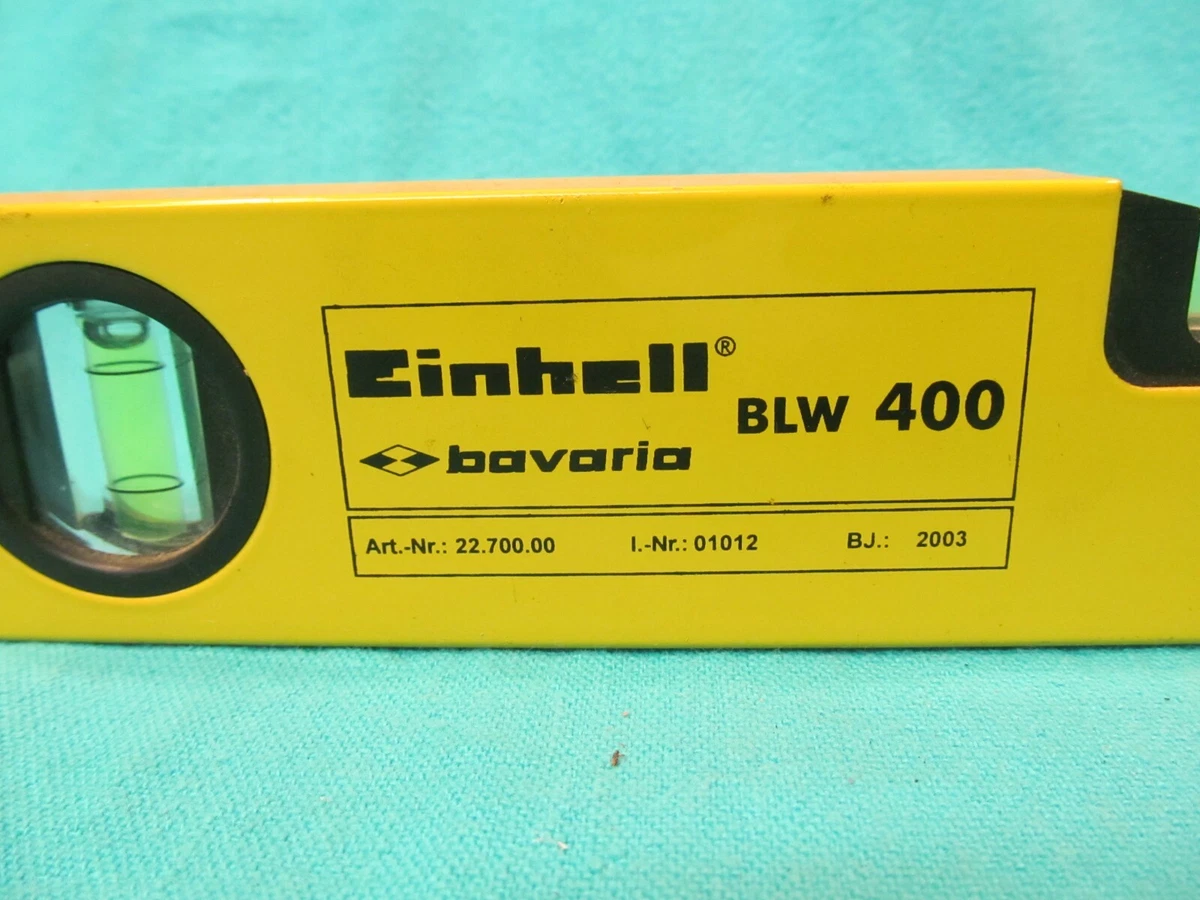 Einhell® BLW 400
bavaria
Art.-Nr.: 22.700.00 I.-Nr.: 01012 BJ.: 2003